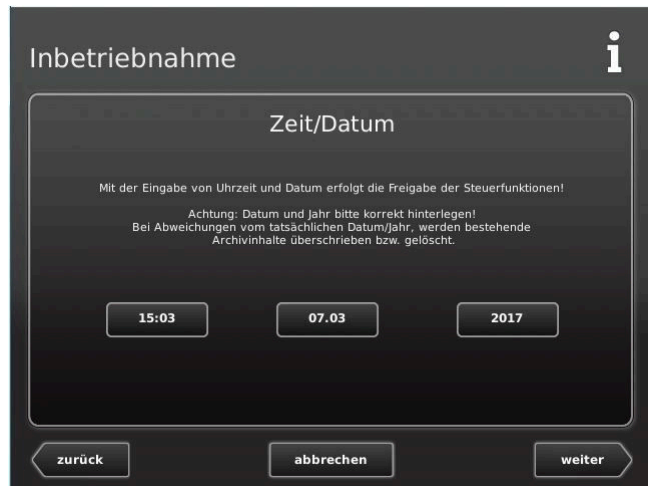 Inbetriebnahme
Zeit/Datum
Mit der Eingabe von Uhrzeit und Datum erfolgt die Freigabe der Steuerfunktionen!
Achtung: Datum und Jahr bitte korrekt hinterlegen!
Bei Abweichungen vom tatsächlichen Datum/Jahr, werden bestehende
Archivinhalte überschrieben bzw. gelöscht.
15:03 07.03 2017
zurück abbrechen weiter